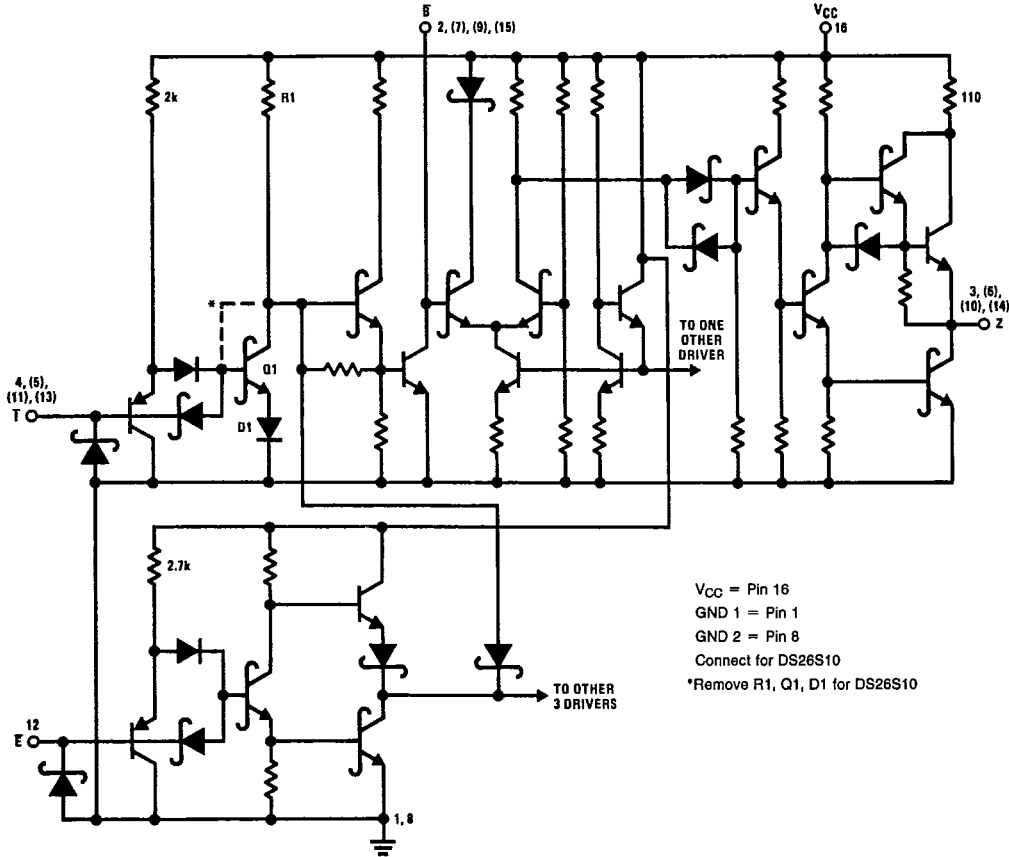 B̅
2, (7), (9), (15)
VCC
16
2k
R1
110
*
Q1
D1
4, (5),
(11), (13)
I̅
TO ONE
OTHER
DRIVER
3, (6),
(10), (14)
Z
2.7k
12
E̅
TO OTHER
3 DRIVERS
1, 8
VCC = Pin 16
GND 1 = Pin 1
GND 2 = Pin 8
Connect for DS26S10
*Remove R1, Q1, D1 for DS26S10